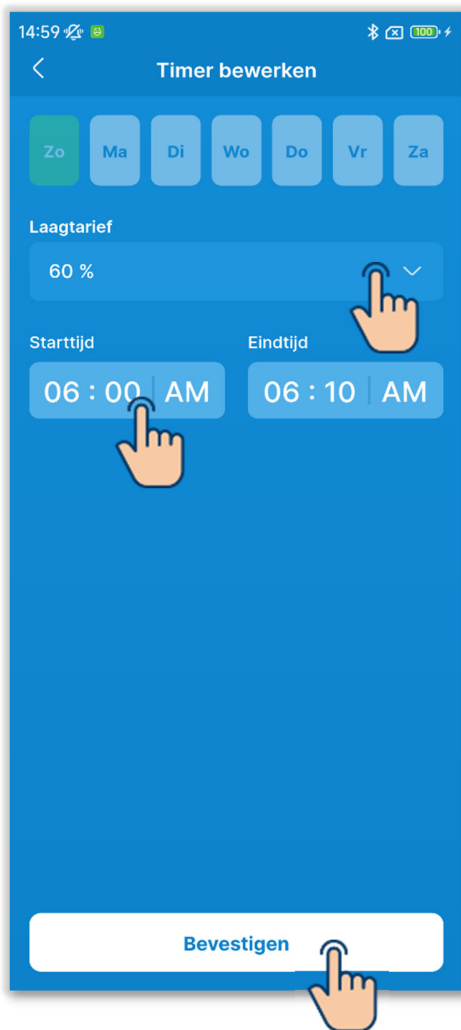 14:59 100
Timer bewerken
Zo Ma Di Wo Do Vr Za
Laagtarief
60 %
Starttijd Eindtijd
06 : 00 AM 06 : 10 AM
Bevestigen